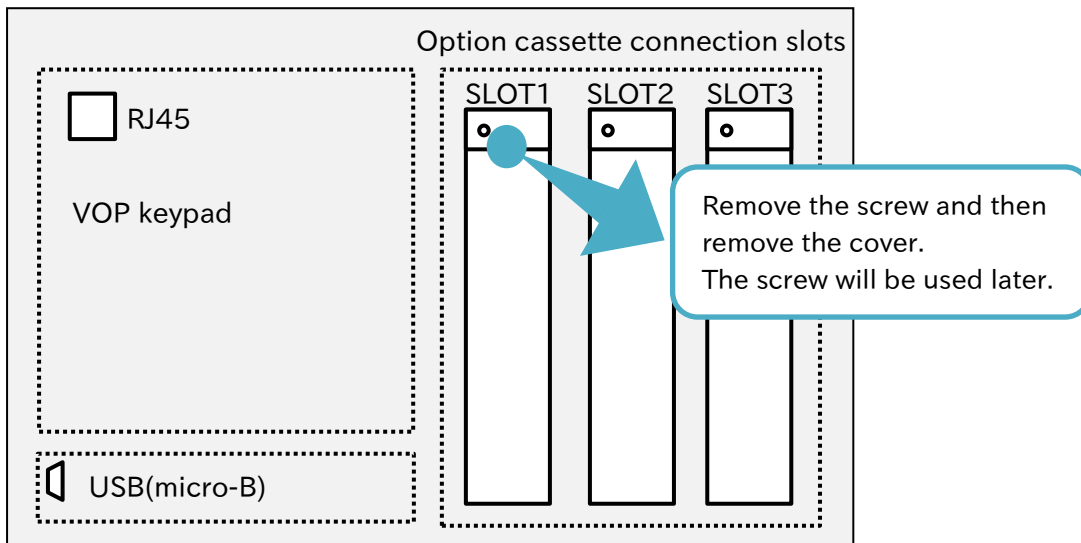 Option cassette connection slots
SLOT1 SLOT2 SLOT3
RJ45
VOP keypad
Remove the screw and then
remove the cover.
The screw will be used later.
USB(micro-B)